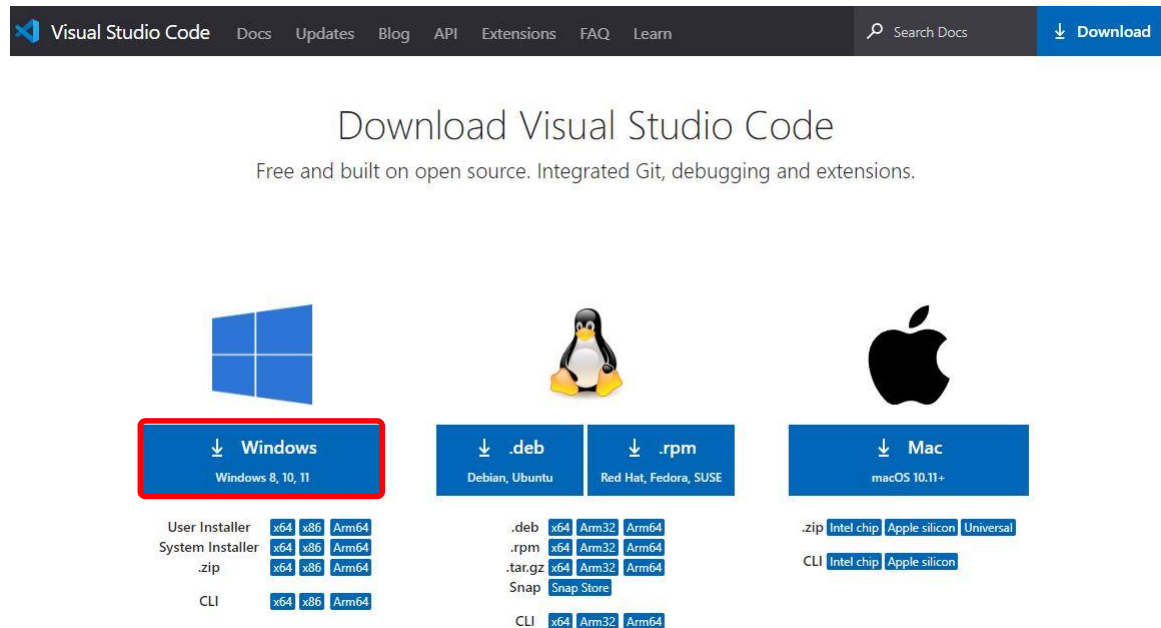 Visual Studio Code Docs Updates Blog API Extensions FAQ Learn Search Docs Download
Download Visual Studio Code
Free and built on open source. Integrated Git, debugging and extensions.
Windows
Windows 8, 10, 11
User Installer x64 x86 Arm64
System Installer x64 x86 Arm64
.zip x64 x86 Arm64
CLI x64 x86 Arm64
.deb
Debian, Ubuntu
.rpm
Red Hat, Fedora, SUSE
.deb x64 Arm32 Arm64
.rpm x64 Arm32 Arm64
.tar.gz x64 Arm32 Arm64
Snap Snap Store
CLI x64 Arm32 Arm64
Mac
macOS 10.11+
.zip Intel chip Apple silicon Universal
CLI Intel chip Apple silicon